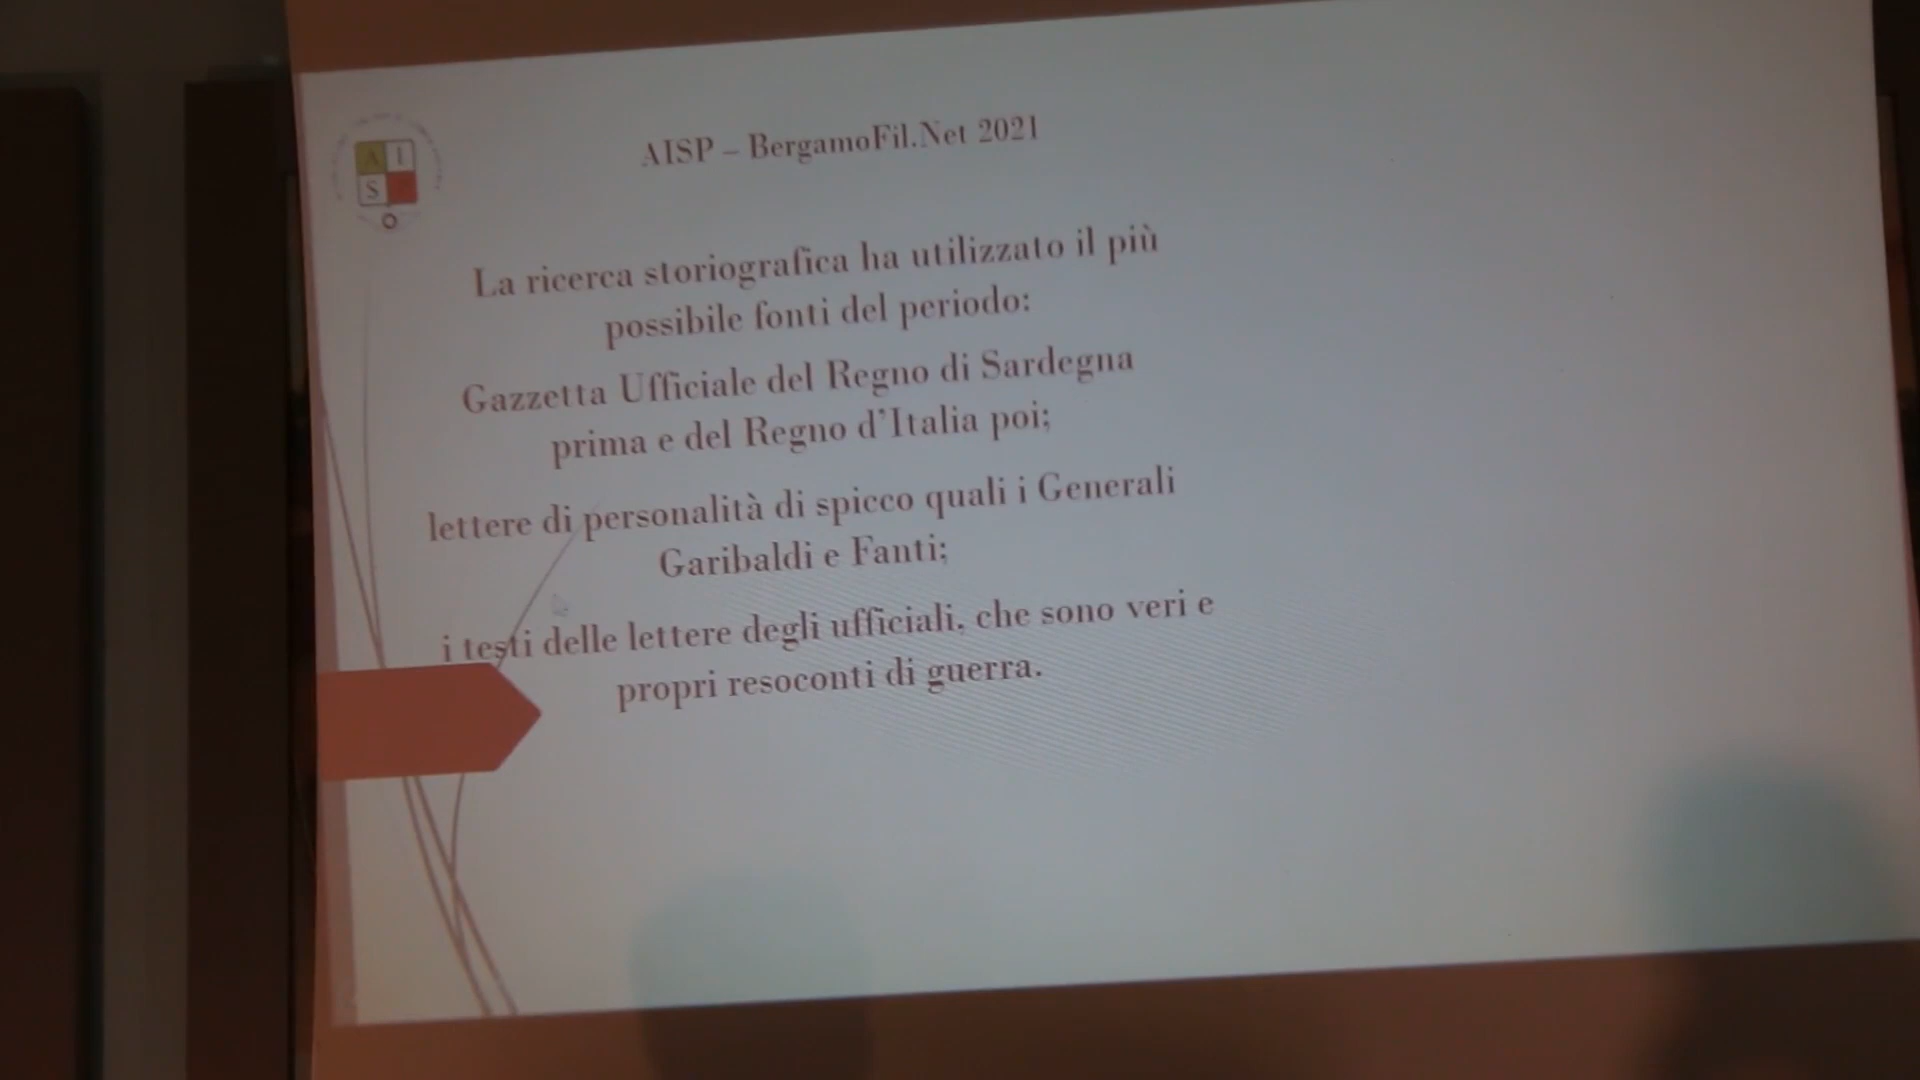 AISP – BergamoFil.Net 2021
A I
S
La ricerca storiografica ha utilizzato il più
possibile fonti del periodo:
Gazzetta Ufficiale del Regno di Sardegna
prima e del Regno d'Italia poi;
lettere di personalità di spicco quali i Generali
Garibaldi e Fanti;
i testi delle lettere degli ufficiali, che sono veri e
propri resoconti di guerra.